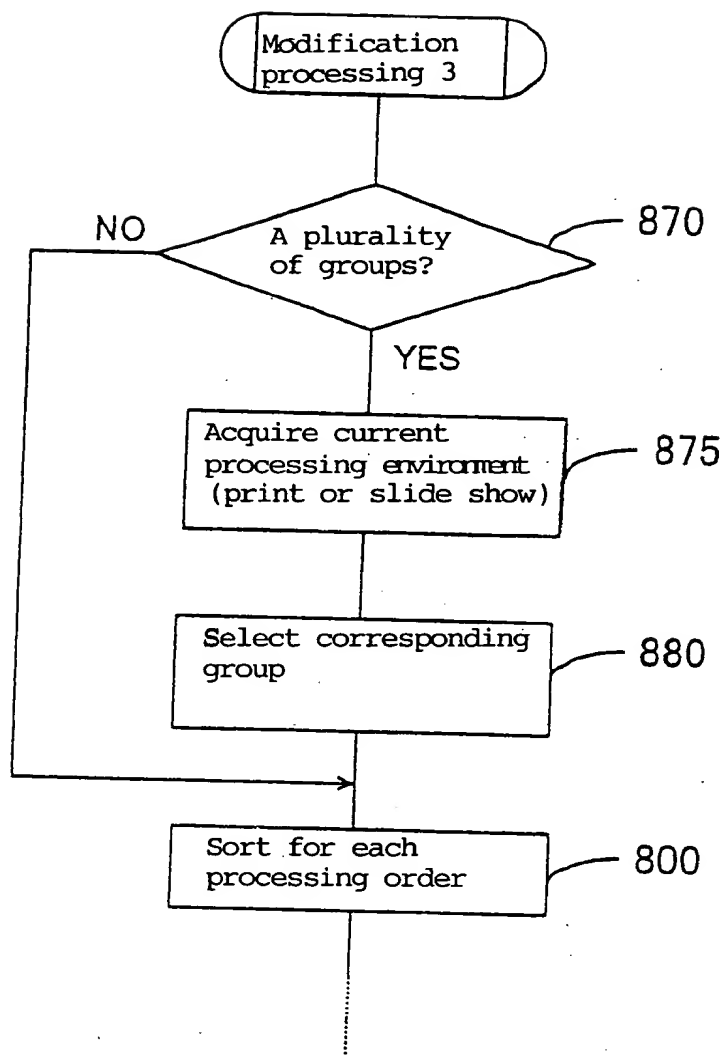 Modification
processing 3
A plurality
of groups?
870
NO
YES
Acquire current
processing environment
(print or slide show)
875
Select corresponding
group
880
Sort for each
processing order
800